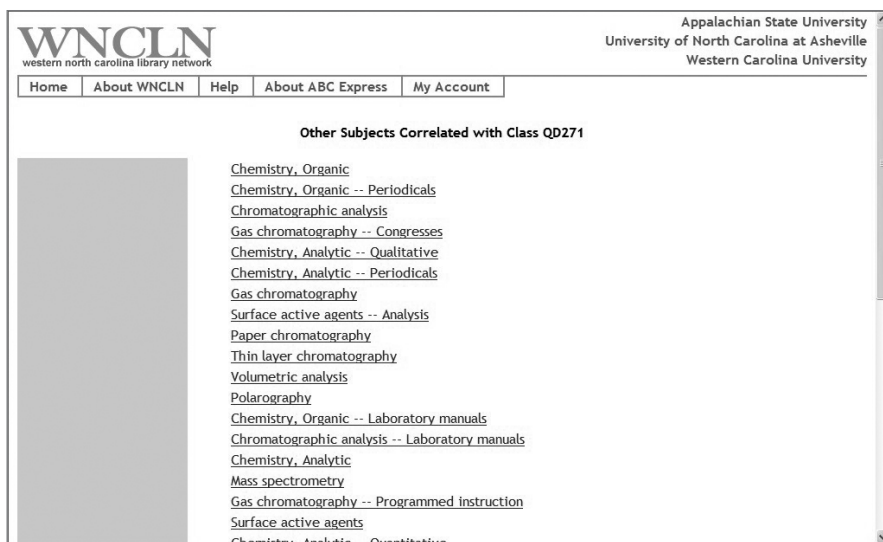 WNCLN
western north carolina library network
Appalachian State University
University of North Carolina at Asheville
Western Carolina University
Home About WNCLN Help About ABC Express My Account
Other Subjects Correlated with Class QD271
Chemistry, Organic
Chemistry, Organic -- Periodicals
Chromatographic analysis
Gas chromatography -- Congresses
Chemistry, Analytic -- Qualitative
Chemistry, Analytic -- Periodicals
Gas chromatography
Surface active agents -- Analysis
Paper chromatography
Thin layer chromatography
Volumetric analysis
Polarography
Chemistry, Organic -- Laboratory manuals
Chromatographic analysis -- Laboratory manuals
Chemistry, Analytic
Mass spectrometry
Gas chromatography -- Programmed instruction
Surface active agents
Chemistry, Analytic -- Quantitative